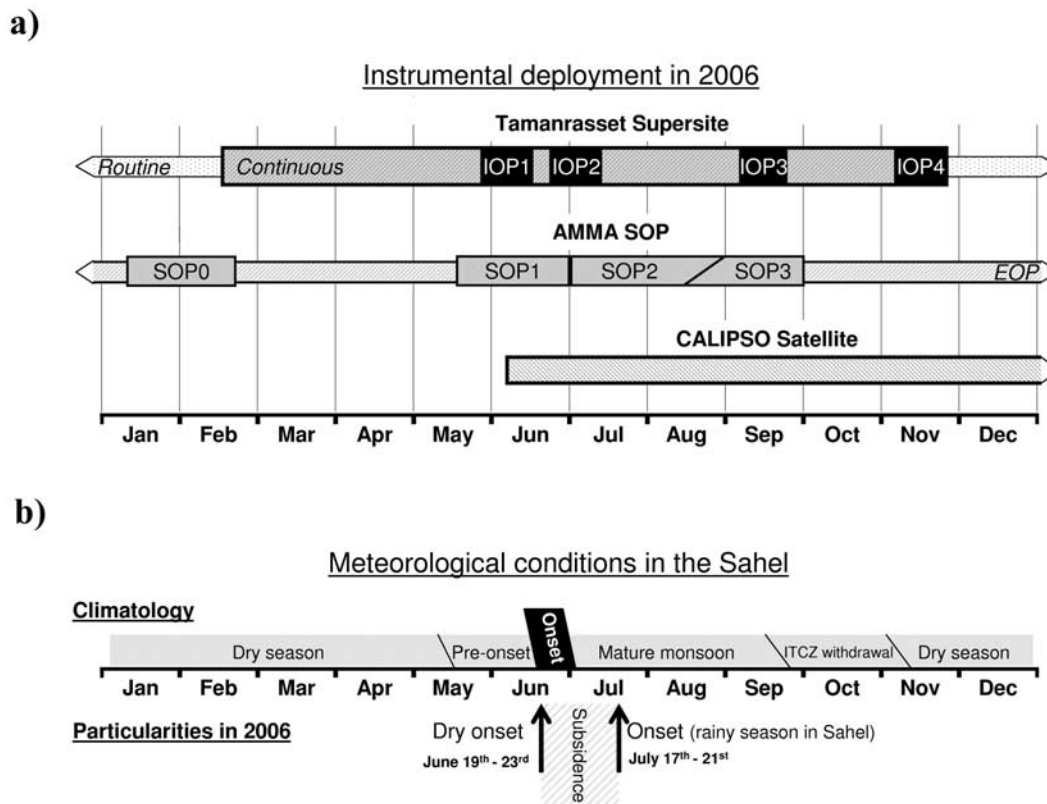 a)
Instrumental deployment in 2006
Tamanrasset Supersite
Routine Continuous IOP1 IOP2 IOP3 IOP4
AMMA SOP
SOP0 SOP1 SOP2 SOP3 EOP
CALIPSO Satellite
Jan Feb Mar Apr May Jun Jul Aug Sep Oct Nov Dec
b)
Meteorological conditions in the Sahel
Climatology
Dry season Pre-onset Onset Mature monsoon ITCZ withdrawal Dry season
Jan Feb Mar Apr May Jun Jul Aug Sep Oct Nov Dec
Particularities in 2006
Dry onset
June 19th - 23rd
Subsidence
Onset (rainy season in Sahel)
July 17th - 21st